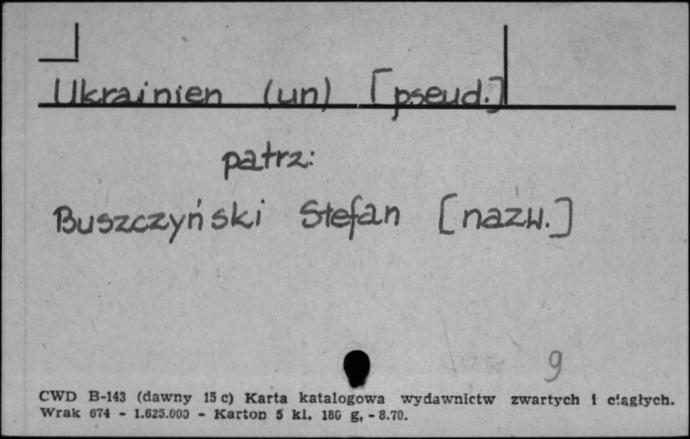 Ukrainien (un) [pseud.]
patrz:
Buszczyński Stefan [nazw.]
9
CWD B-143 (dawny 15 c) Karta katalogowa wydawnictw zwartych i ciągłych.
Wrak 674 - 1.625.000 - Karton 5 kl. 180 g, - 8.70.